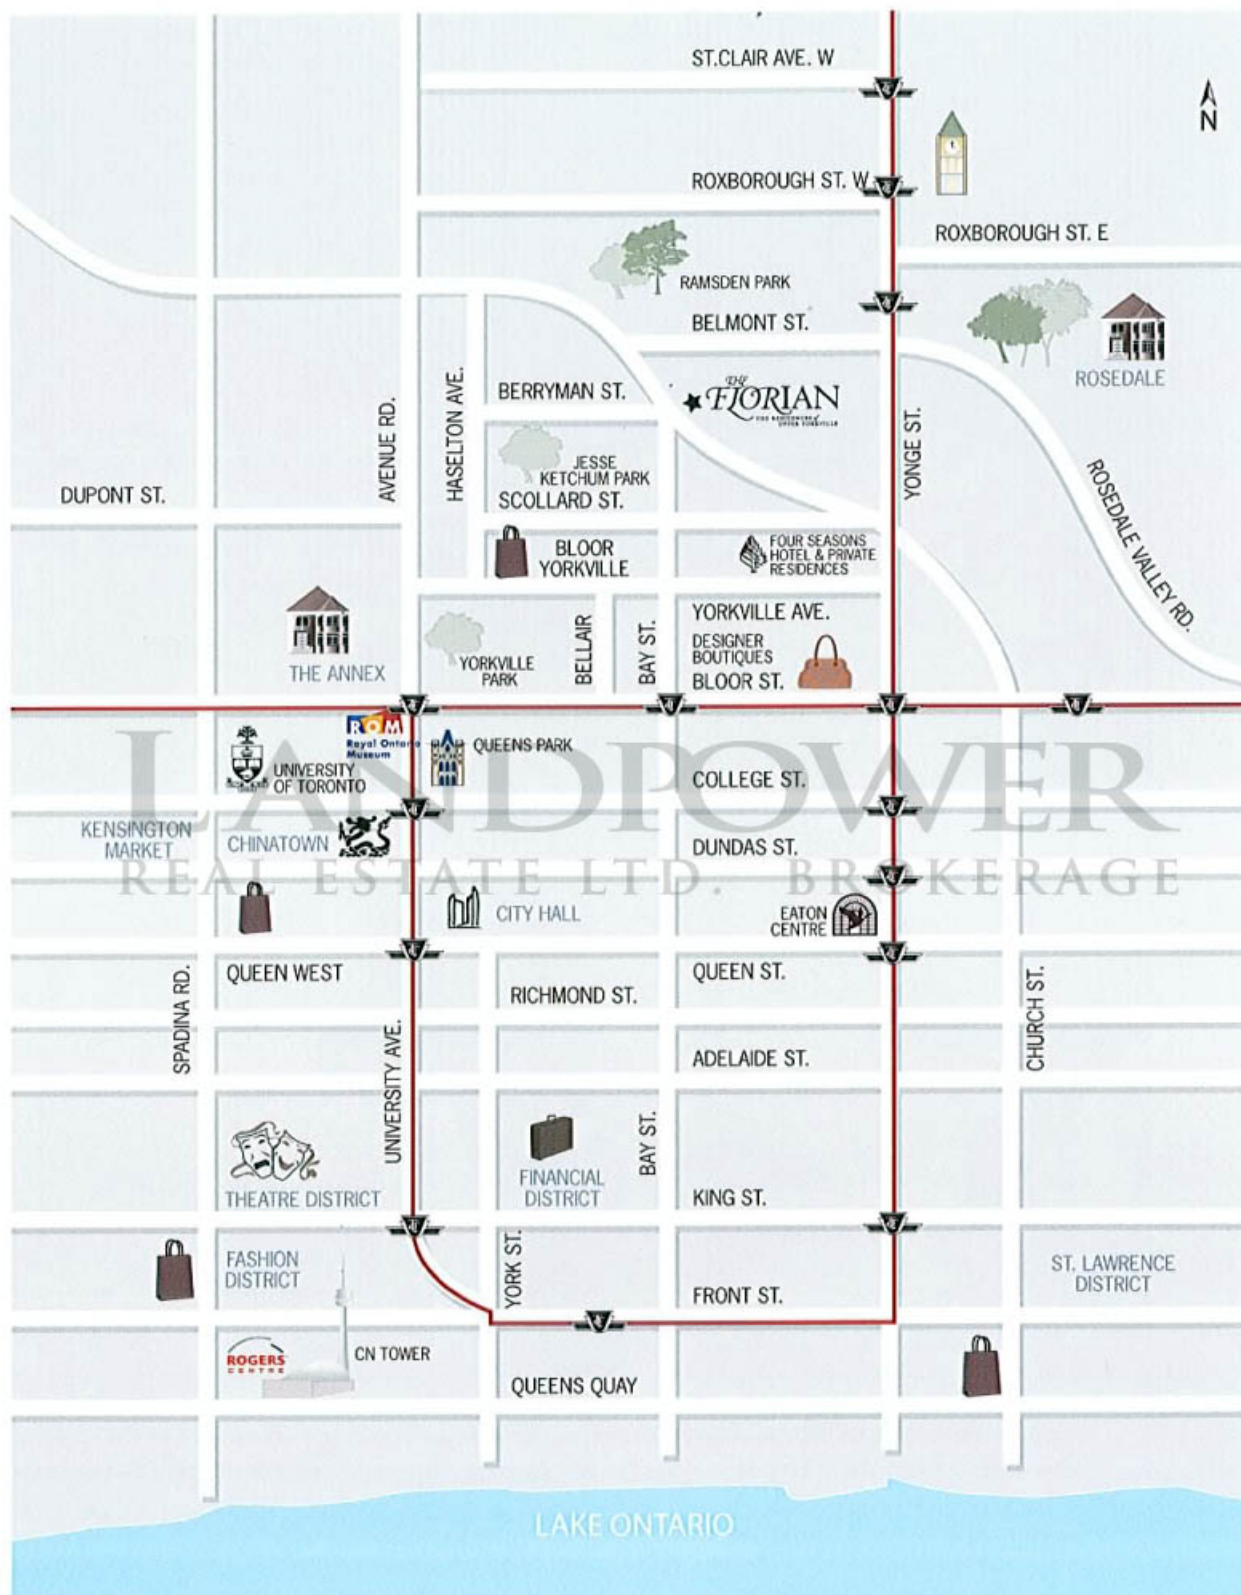 ST.CLAIR AVE. W
N
ROXBOROUGH ST. W
ROXBOROUGH ST. E
RAMSDEN PARK
BELMONT ST.
ROSEDALE
THE
FLORIAN
BERRYMAN ST.
AVENUE RD.
HASELTON AVE.
YONGE ST.
JESSE
KETCHUM PARK
SCOLLARD ST.
DUPONT ST.
ROSEDALE VALLEY RD.
BLOOR
YORKVILLE
FOUR SEASONS
HOTEL & PRIVATE
RESIDENCES
YORKVILLE AVE.
BELLAIR
BAY ST.
DESIGNER
BOUTIQUES
BLOOR ST.
THE ANNEX
YORKVILLE
PARK
ROM
Royal Ontario
Museum
QUEENS PARK
UNIVERSITY
OF TORONTO
COLLEGE ST.
LANDPOWER
REAL ESTATE LTD. BROKERAGE
KENSINGTON
MARKET
CHINATOWN
DUNDAS ST.
CITY HALL
EATON
CENTRE
QUEEN WEST
QUEEN ST.
SPADINA RD.
RICHMOND ST.
CHURCH ST.
UNIVERSITY AVE.
ADELAIDE ST.
BAY ST.
THEATRE DISTRICT
FINANCIAL
DISTRICT
KING ST.
FASHION
DISTRICT
YORK ST.
ST. LAWRENCE
DISTRICT
FRONT ST.
ROGERS
CENTRE
CN TOWER
QUEENS QUAY
LAKE ONTARIO